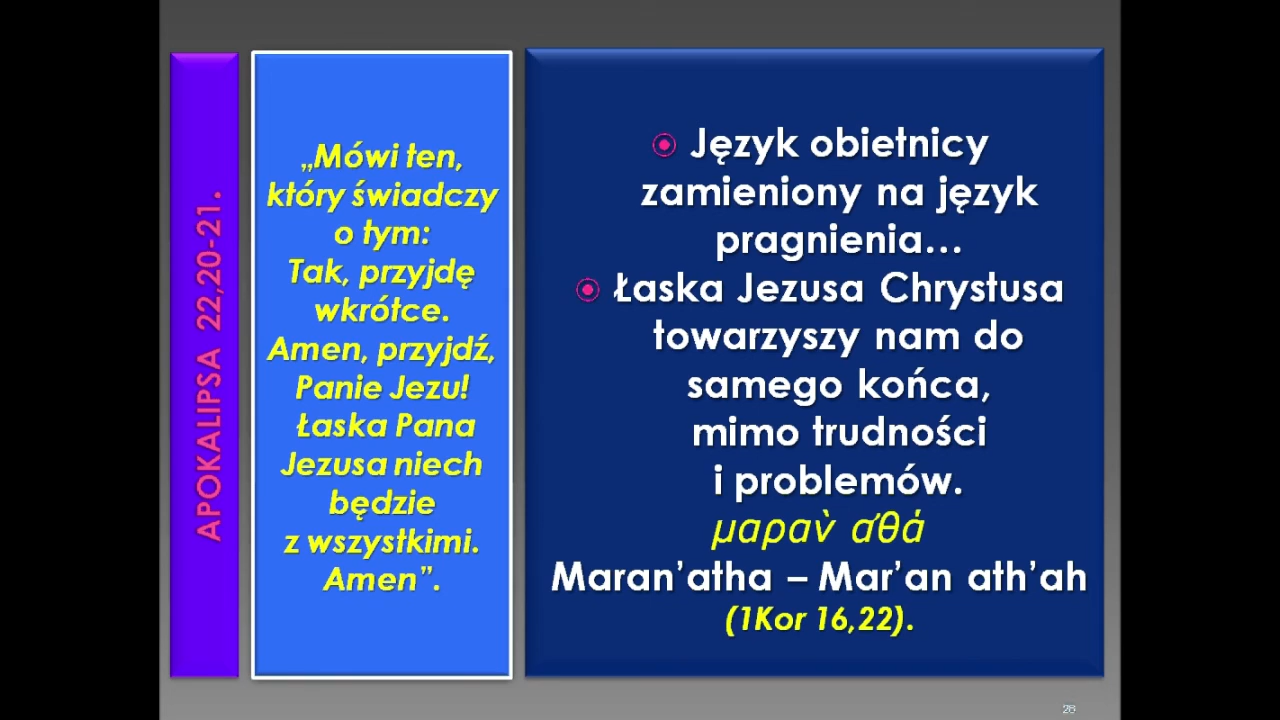 APOKALIPSA 22,20-21.
„Mówi ten,
który świadczy
o tym:
Tak, przyjdę
wkrótce.
Amen, przyjdź,
Panie Jezu!
Łaska Pana
Jezusa niech
będzie
z wszystkimi.
Amen”.
Język obietnicy
zamieniony na język
pragnienia…
Łaska Jezusa Chrystusa
towarzyszy nam do
samego końca,
mimo trudności
i problemów.
μαραν̀ ἀθά
Maran’atha – Mar’an ath’ah
(1Kor 16,22).
26